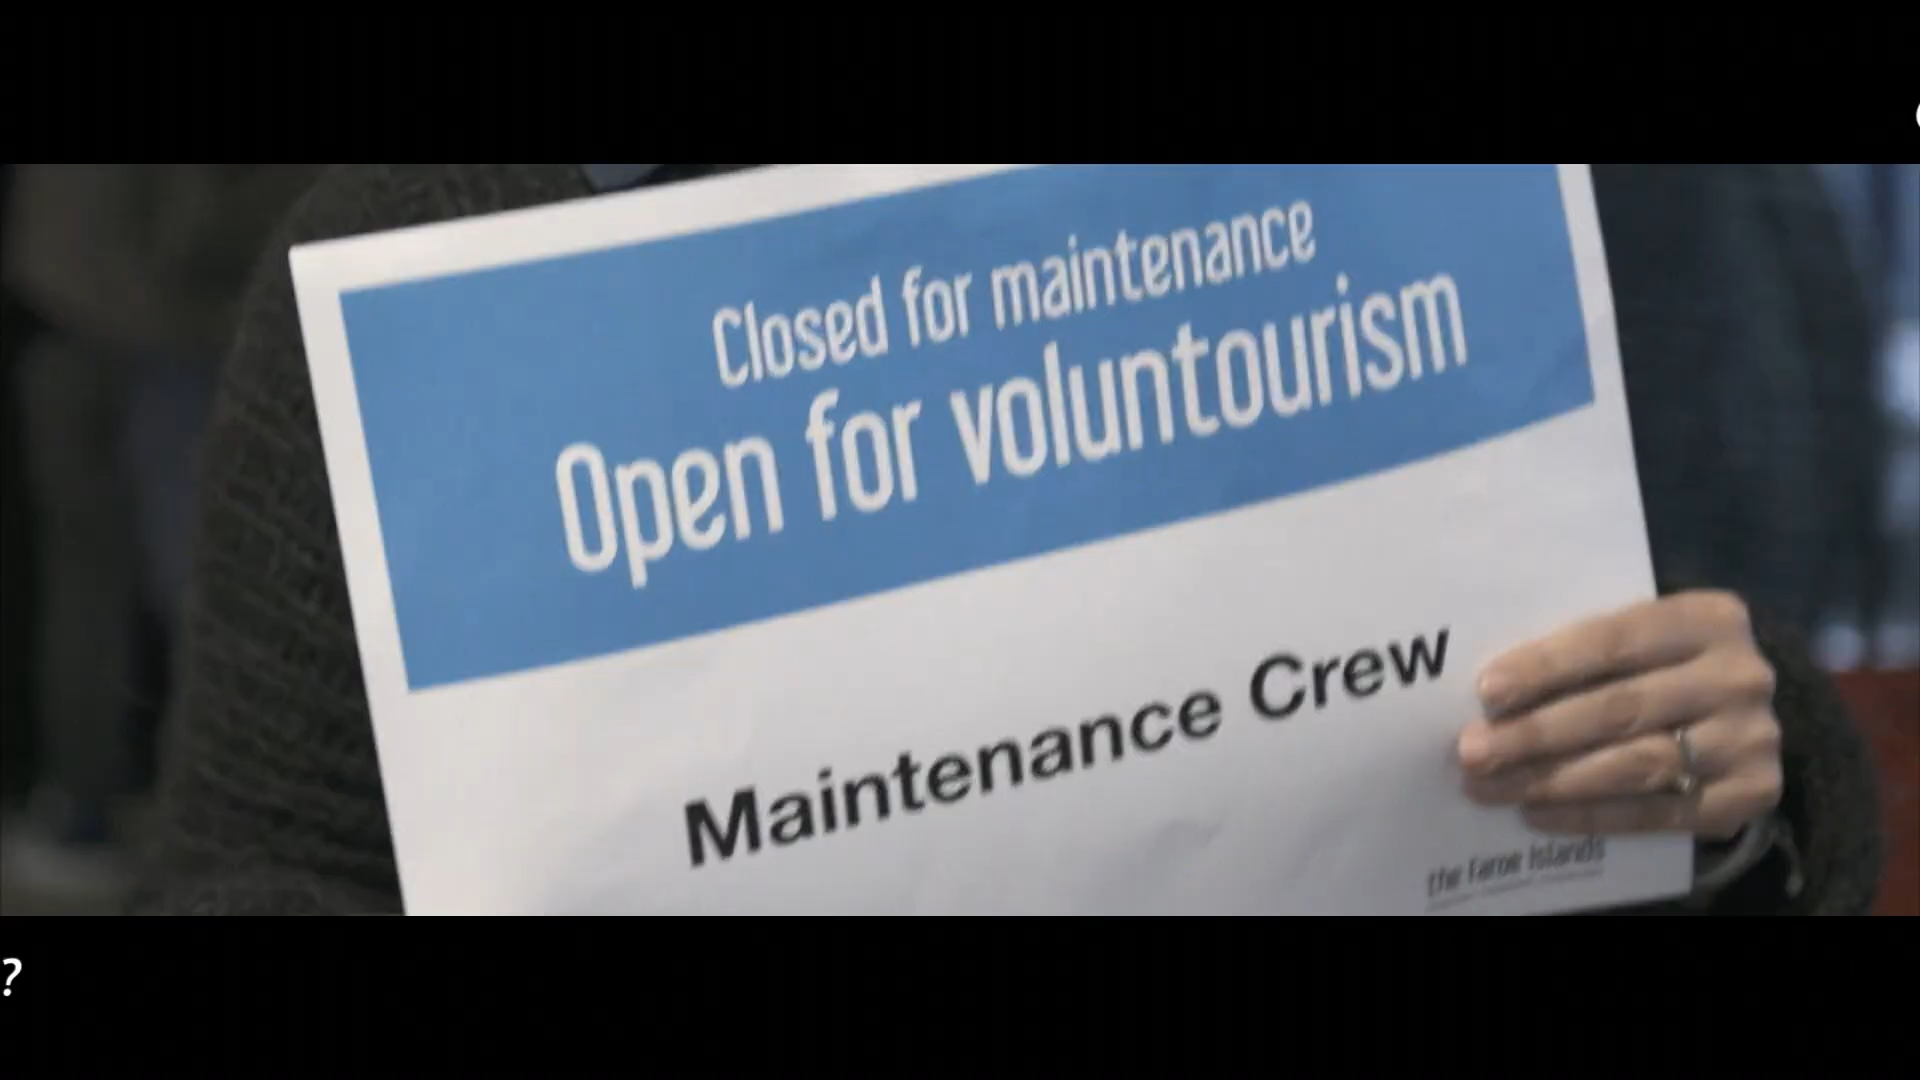 Closed for maintenance
Open for voluntourism
Maintenance Crew
the Faroe Islands
?